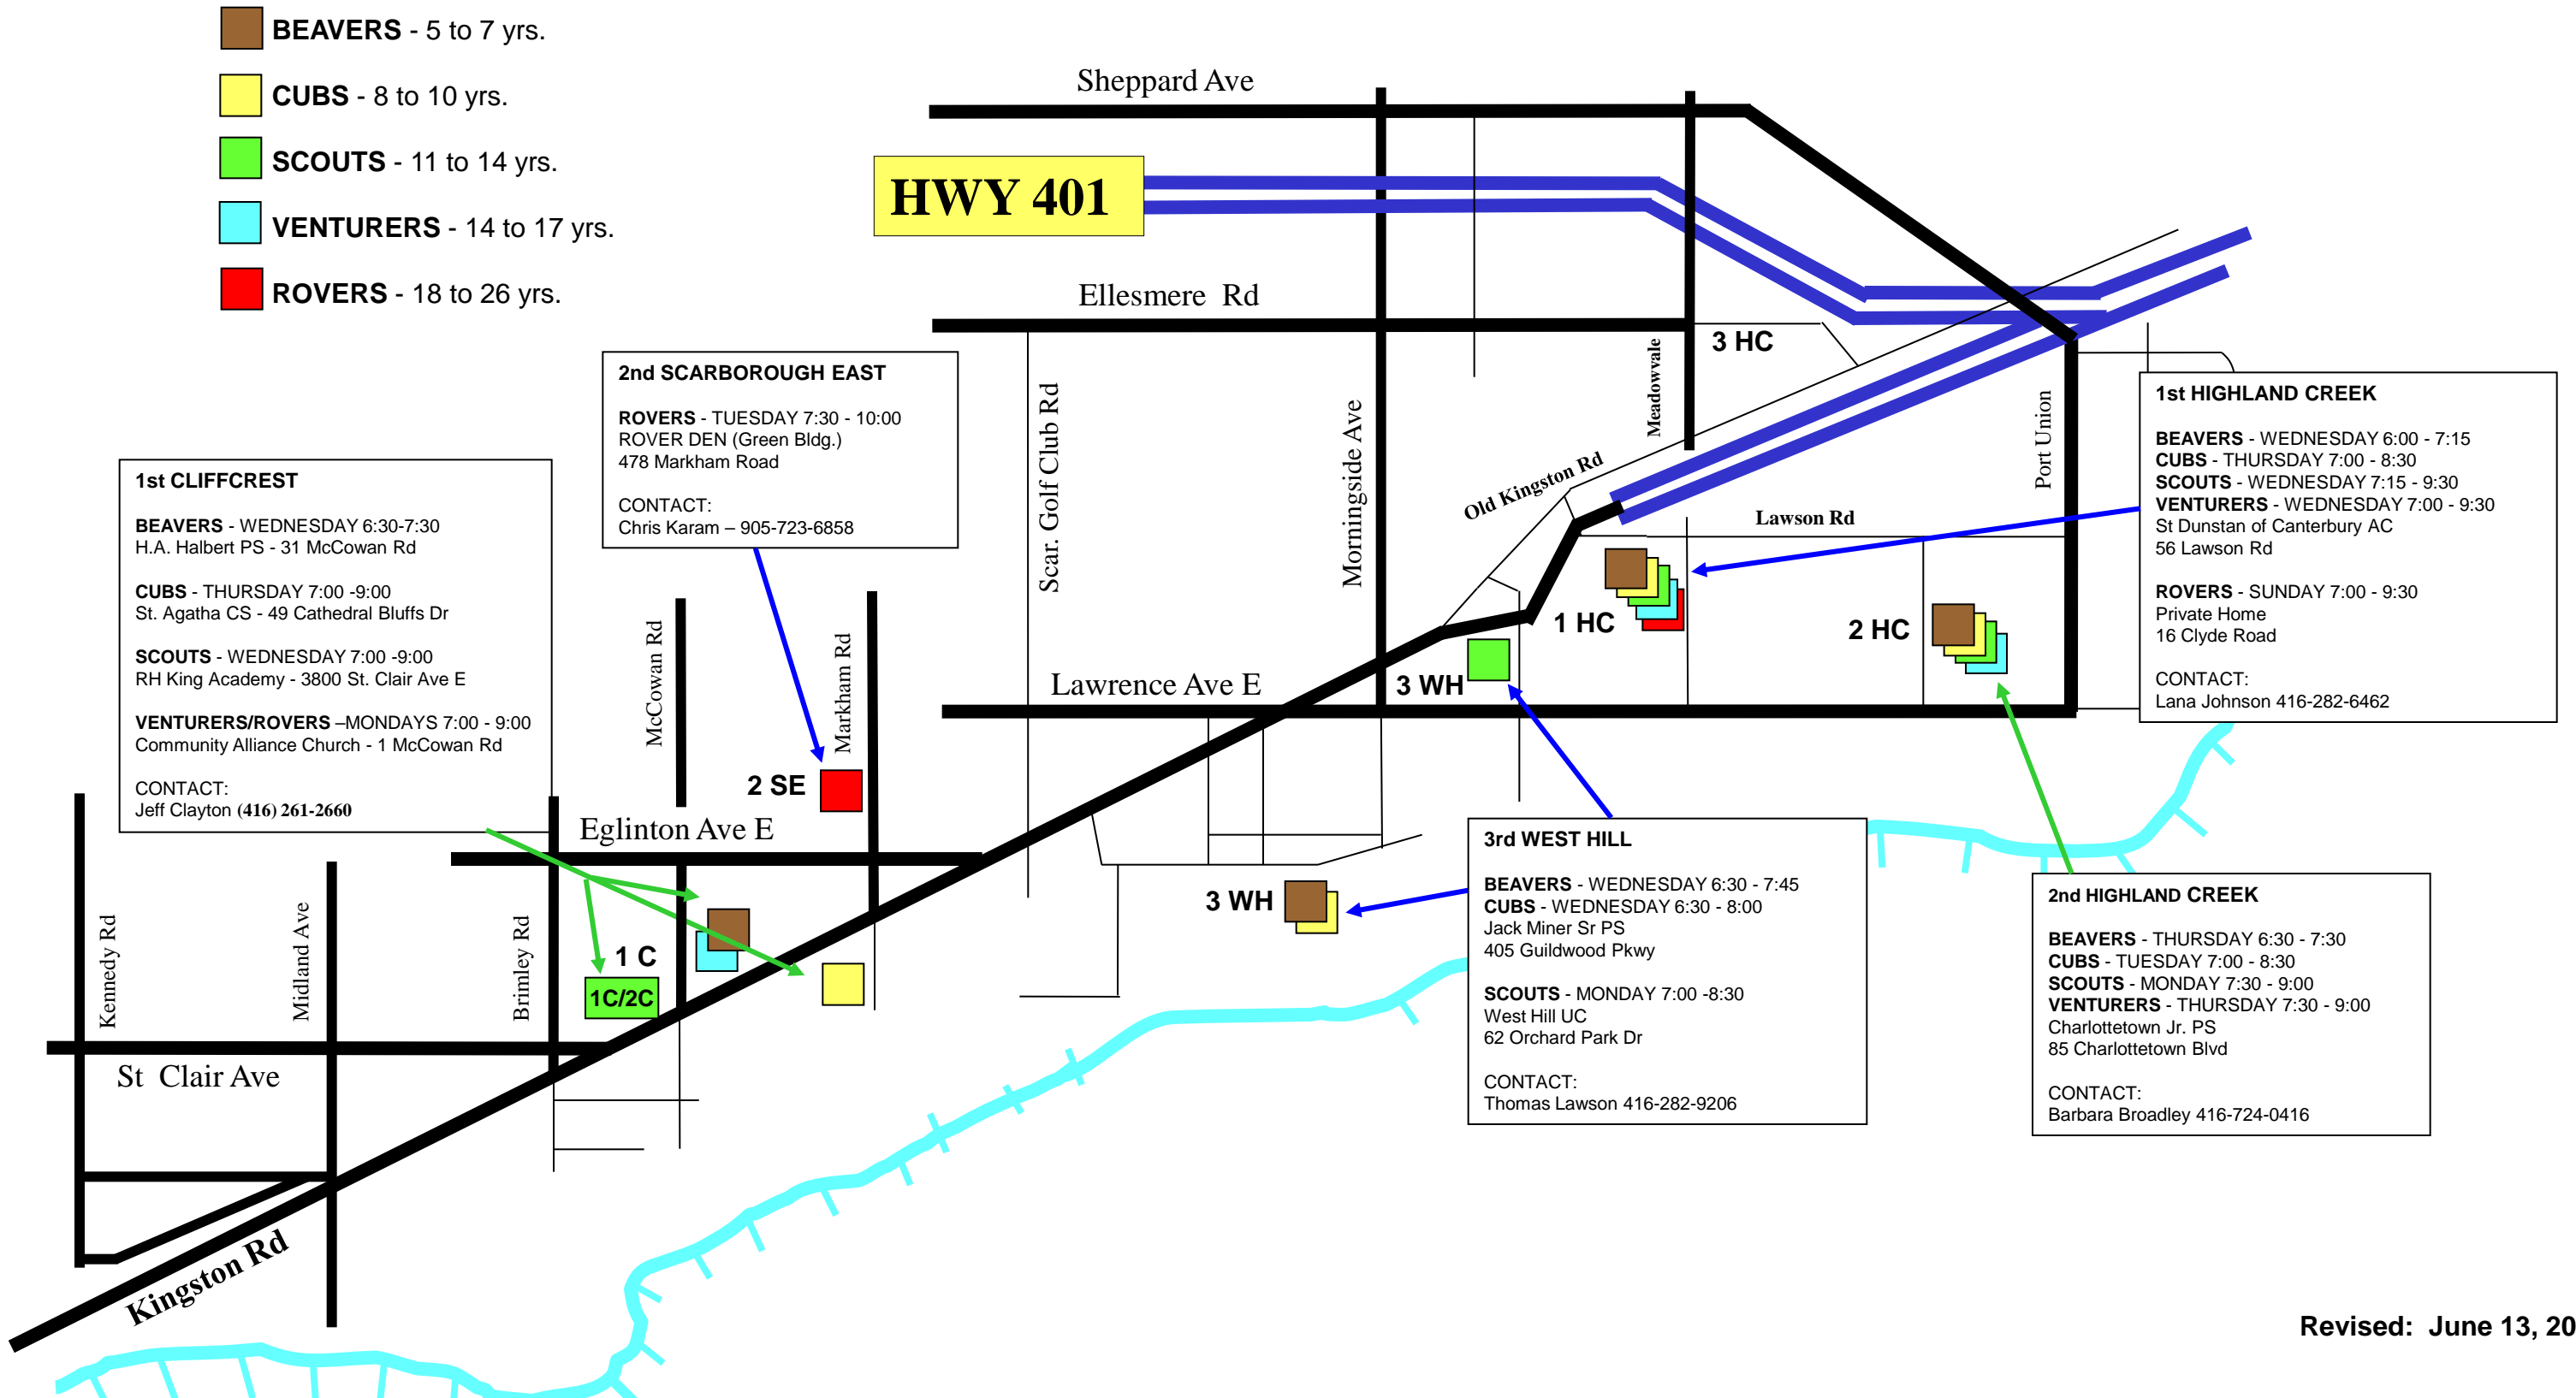 BEAVERS - 5 to 7 yrs.
CUBS - 8 to 10 yrs.
SCOUTS - 11 to 14 yrs.
VENTURERS - 14 to 17 yrs.
ROVERS - 18 to 26 yrs.
Sheppard Ave
HWY 401
Ellesmere Rd
3 HC
Meadowvale
Scar. Golf Club Rd
Morningside Ave
Old Kingston Rd
Port Union
Lawson Rd
2nd SCARBOROUGH EAST
ROVERS - TUESDAY 7:30 - 10:00
ROVER DEN (Green Bldg.)
478 Markham Road
CONTACT:
Chris Karam – 905-723-6858
1st HIGHLAND CREEK
BEAVERS - WEDNESDAY 6:00 - 7:15
CUBS - THURSDAY 7:00 - 8:30
SCOUTS - WEDNESDAY 7:15 - 9:30
VENTURERS - WEDNESDAY 7:00 - 9:30
St Dunstan of Canterbury AC
56 Lawson Rd
ROVERS - SUNDAY 7:00 - 9:30
Private Home
16 Clyde Road
CONTACT:
Lana Johnson 416-282-6462
1st CLIFFCREST
BEAVERS - WEDNESDAY 6:30-7:30
H.A. Halbert PS - 31 McCowan Rd
CUBS - THURSDAY 7:00 -9:00
St. Agatha CS - 49 Cathedral Bluffs Dr
SCOUTS - WEDNESDAY 7:00 -9:00
RH King Academy - 3800 St. Clair Ave E
VENTURERS/ROVERS –MONDAYS 7:00 - 9:00
Community Alliance Church - 1 McCowan Rd
CONTACT:
Jeff Clayton (416) 261-2660
McCowan Rd
Markham Rd
1 HC
2 HC
3 WH
Lawrence Ave E
2 SE
Eglinton Ave E
3rd WEST HILL
BEAVERS - WEDNESDAY 6:30 - 7:45
CUBS - WEDNESDAY 6:30 - 8:00
Jack Miner Sr PS
405 Guildwood Pkwy
SCOUTS - MONDAY 7:00 -8:30
West Hill UC
62 Orchard Park Dr
CONTACT:
Thomas Lawson 416-282-9206
2nd HIGHLAND CREEK
BEAVERS - THURSDAY 6:30 - 7:30
CUBS - TUESDAY 7:00 - 8:30
SCOUTS - MONDAY 7:30 - 9:00
VENTURERS - THURSDAY 7:30 - 9:00
Charlottetown Jr. PS
85 Charlottetown Blvd
CONTACT:
Barbara Broadley 416-724-0416
3 WH
Kennedy Rd
Midland Ave
Brimley Rd
1 C
1C/2C
St Clair Ave
Kingston Rd
Revised: June 13, 20